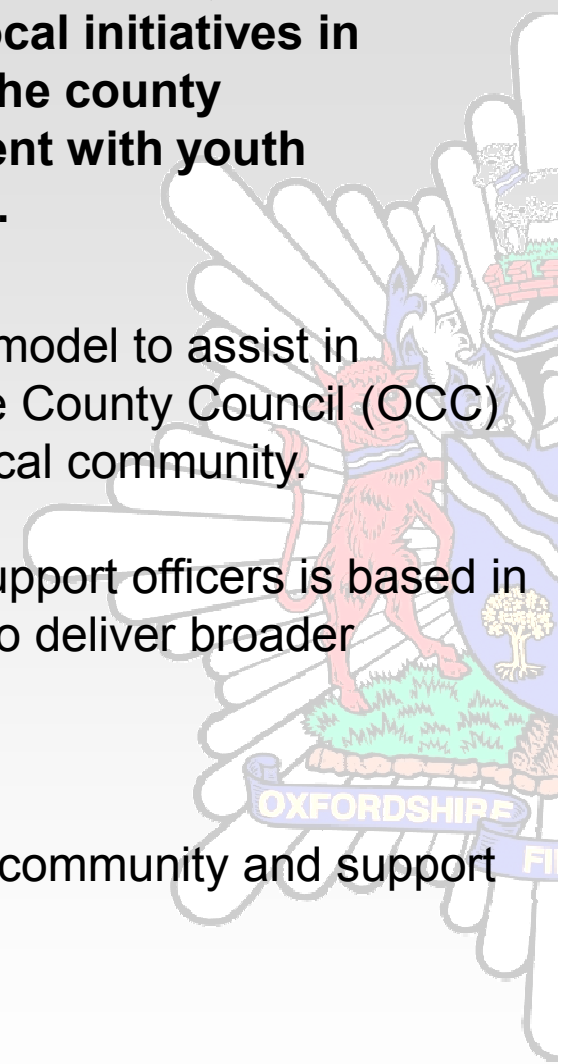 ocal initiatives in
he county
ent with youth
.
model to assist in
e County Council (OCC)
cal community.
upport officers is based in
o deliver broader
OXFORDSHIRE
community and support
FI